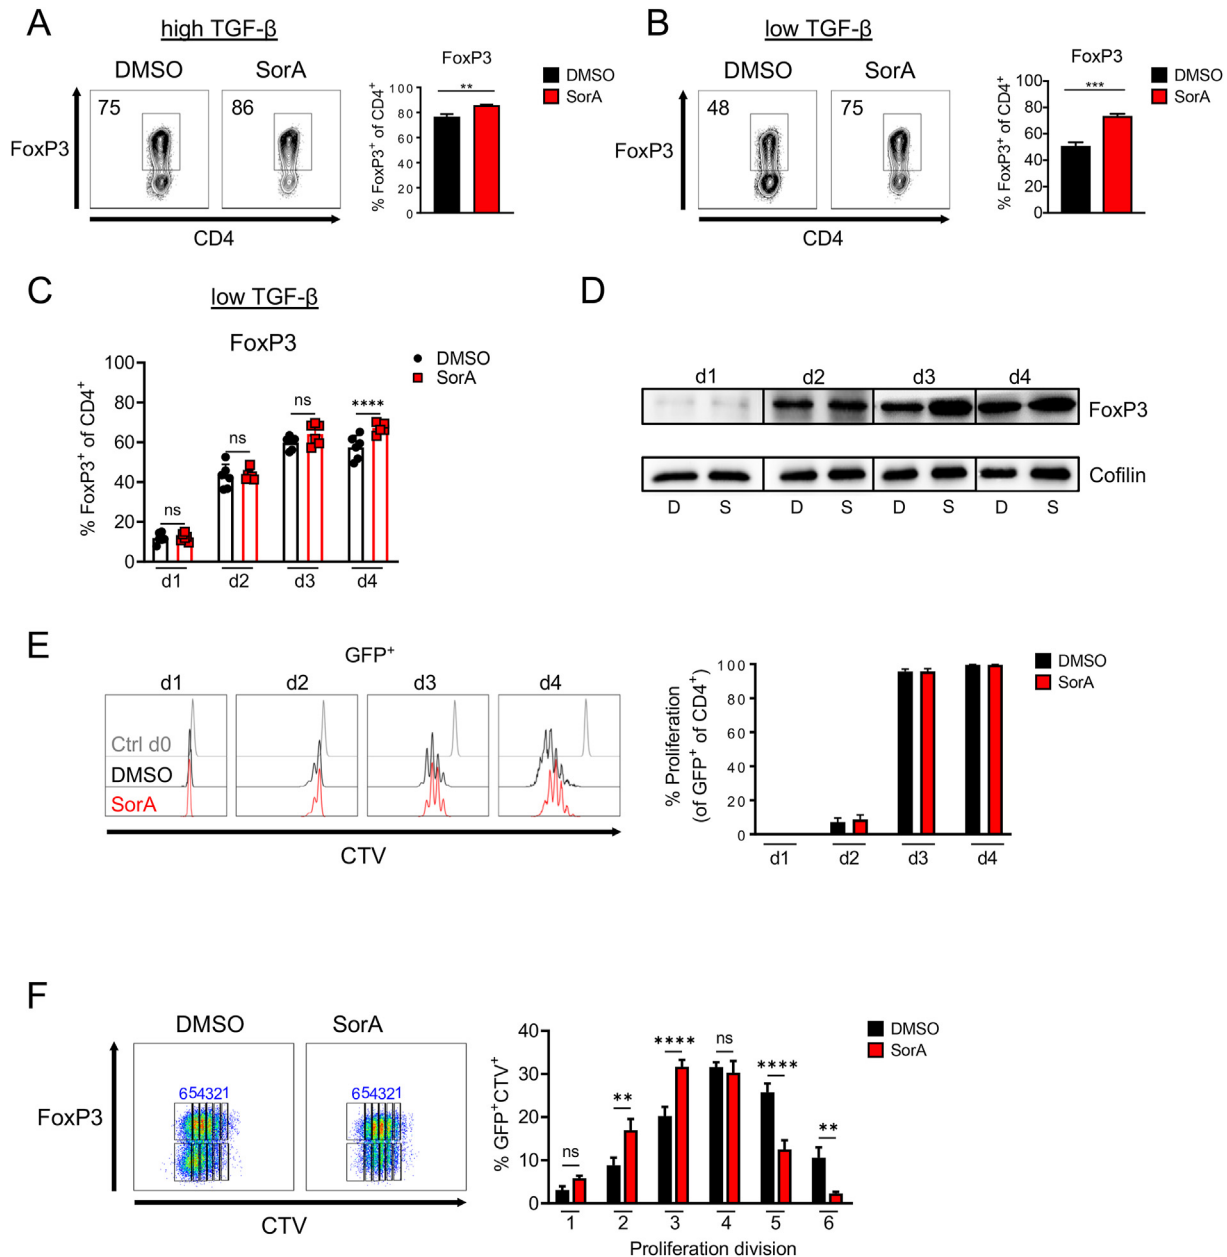 A
high TGF-β
DMSO
SorA
75
86
FoxP3
CD4
FoxP3
% FoxP3⁺ of CD4⁺
100
80
60
40
20
0
**
DMSO
SorA
B
low TGF-β
DMSO
SorA
48
75
FoxP3
CD4
FoxP3
% FoxP3⁺ of CD4⁺
100
80
60
40
20
0
***
DMSO
SorA
C
low TGF-β
FoxP3
% FoxP3⁺ of CD4⁺
100
80
60
40
20
0
ns
ns
ns
****
d1
d2
d3
d4
DMSO
SorA
D
d1
d2
d3
d4
FoxP3
Cofilin
D
S
D
S
D
S
D
S
E
GFP⁺
d1
d2
d3
d4
Ctrl d0
DMSO
SorA
CTV
% Proliferation
(of GFP⁺ of CD4⁺)
100
80
60
40
20
0
d1
d2
d3
d4
DMSO
SorA
F
DMSO
SorA
654321
654321
FoxP3
CTV
% GFP⁺CTV⁺
40
30
20
10
0
ns
**
****
ns
****
**
1
2
3
4
5
6
Proliferation division
DMSO
SorA